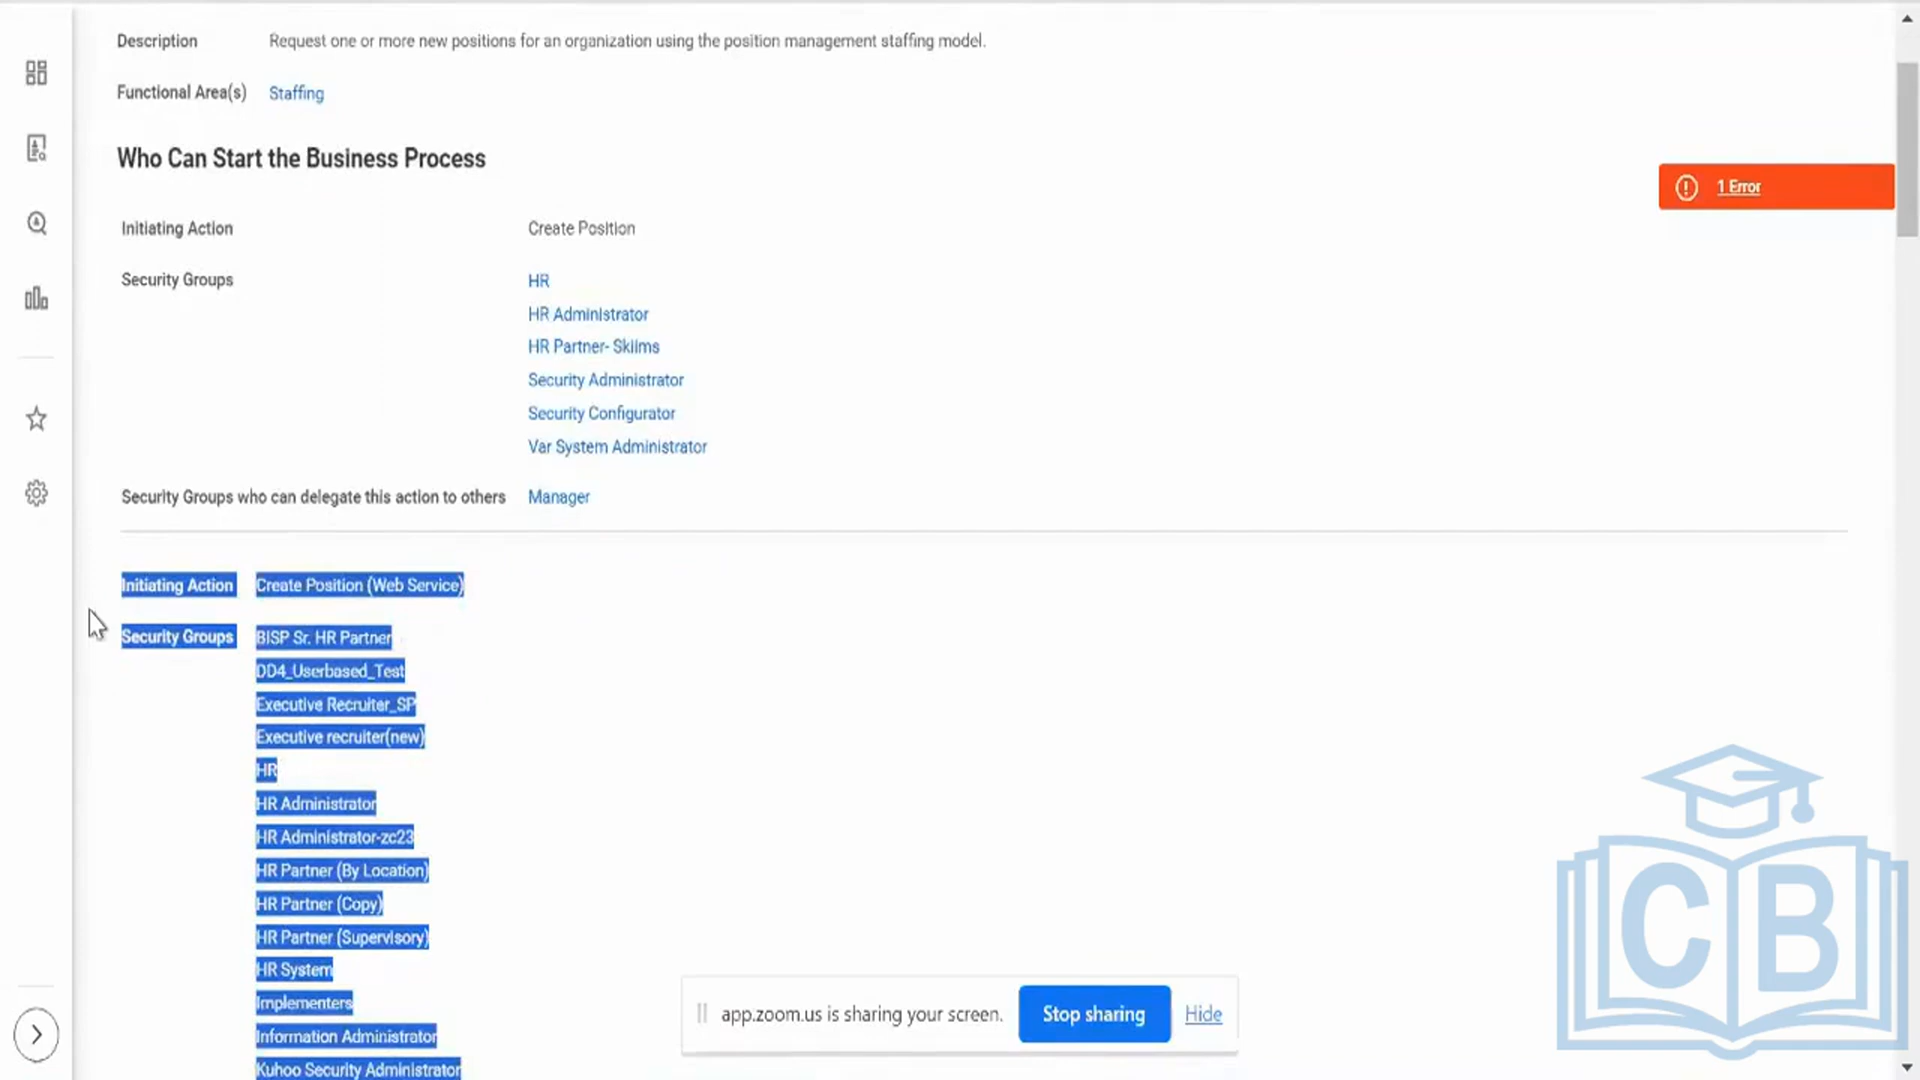 Description Request one or more new positions for an organization using the position management staffing model.
Functional Area(s) Staffing
Who Can Start the Business Process
1 Error
Initiating Action Create Position
Security Groups HR
HR Administrator
HR Partner- Skiims
Security Administrator
Security Configurator
Var System Administrator
Security Groups who can delegate this action to others Manager
Initiating Action Create Position (Web Service)
Security Groups BISP Sr. HR Partner
DD4_Userbased_Test
Executive Recruiter_SP
Executive recruiter(new)
HR
HR Administrator
HR Administrator-zc23
HR Partner (By Location)
HR Partner (Copy)
HR Partner (Supervisory)
HR System
Implementers
Information Administrator
Kuhoo Security Administrator
app.zoom.us is sharing your screen. Stop sharing Hide
CB